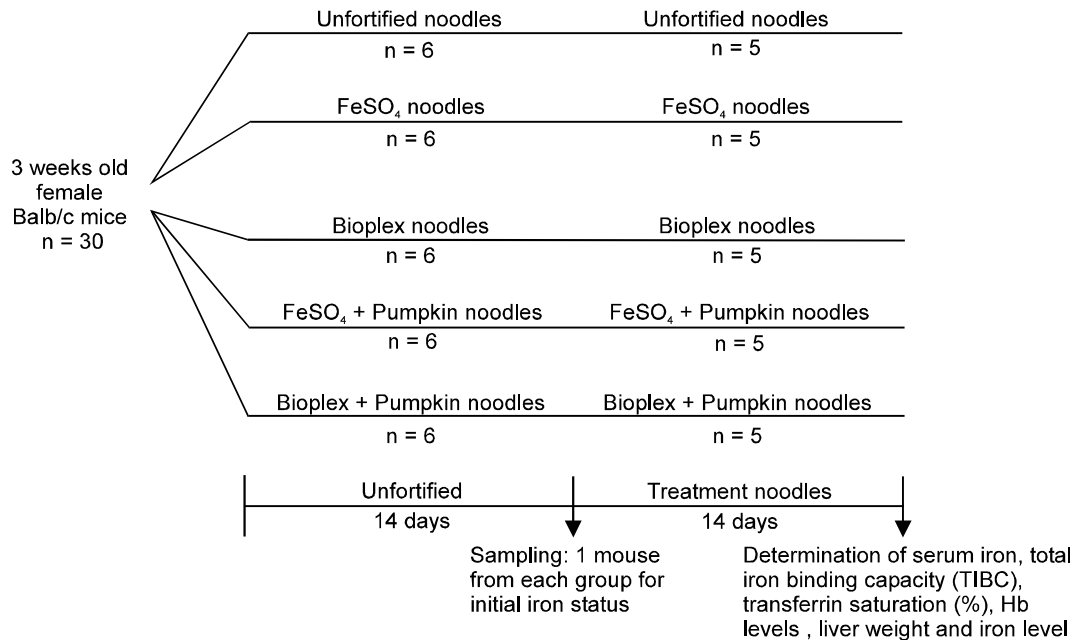 Unfortified noodles
n = 6
Unfortified noodles
n = 5
FeSO₄ noodles
n = 6
FeSO₄ noodles
n = 5
3 weeks old
female
Balb/c mice
n = 30
Bioplex noodles
n = 6
Bioplex noodles
n = 5
FeSO₄ + Pumpkin noodles
n = 6
FeSO₄ + Pumpkin noodles
n = 5
Bioplex + Pumpkin noodles
n = 6
Bioplex + Pumpkin noodles
n = 5
Unfortified
14 days
Treatment noodles
14 days
Sampling: 1 mouse
from each group for
initial iron status
Determination of serum iron, total
iron binding capacity (TIBC),
transferrin saturation (%), Hb
levels , liver weight and iron level